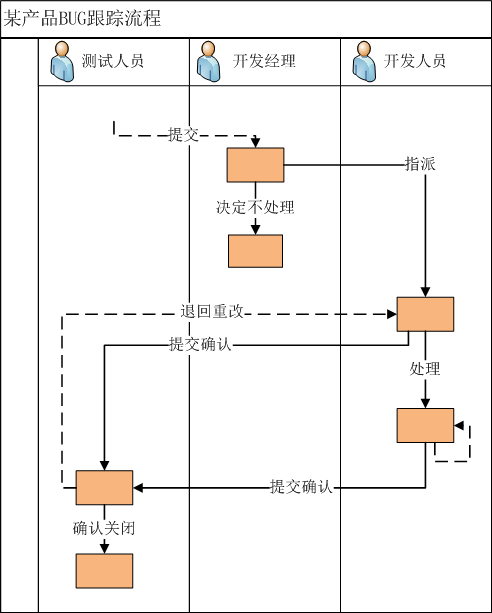 某产品BUG跟踪流程
测试人员
开发经理
开发人员
提交
指派
决定不处理
退回重改
提交确认
处理
提交确认
确认关闭